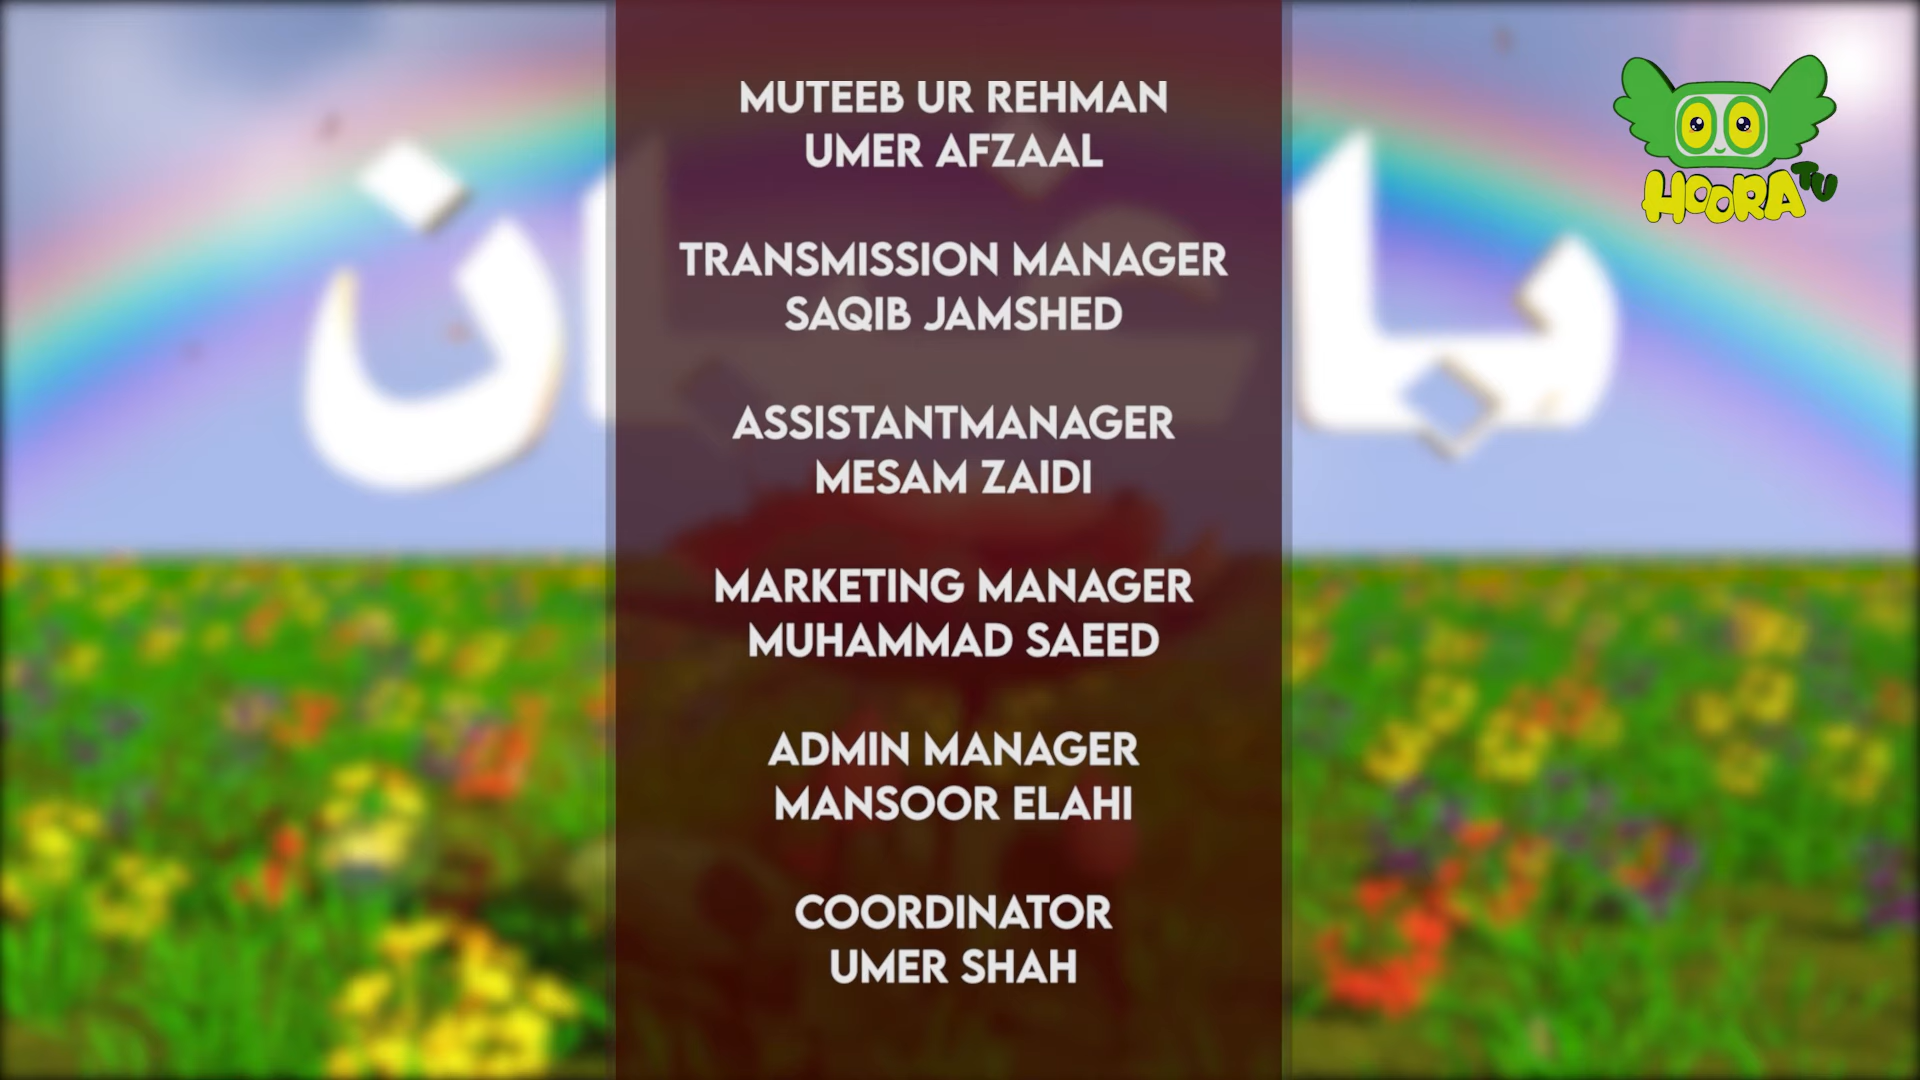 MUTEEB UR REHMAN
UMER AFZAAL
TRANSMISSION MANAGER
SAQIB JAMSHED
ASSISTANTMANAGER
MESAM ZAIDI
MARKETING MANAGER
MUHAMMAD SAEED
ADMIN MANAGER
MANSOOR ELAHI
COORDINATOR
UMER SHAH
HOORA TV
باغبان